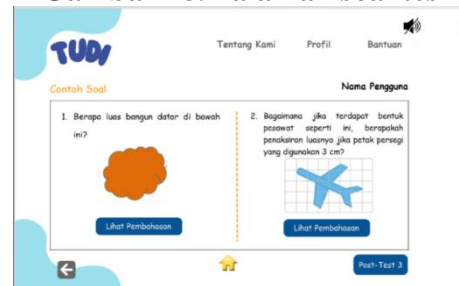 TUDI
Tentang Kami Profil Bantuan
Contoh Soal
Nama Pengguna
1. Berapa luas bangun datar di bawah
ini?
Lihat Pembahasan
2. Bagaimana jika terdapat bentuk
pesawat seperti ini, berapakah
penaksiran luasnya jika petak persegi
yang digunakan 3 cm?
Lihat Pembahasan
Post-Test 3